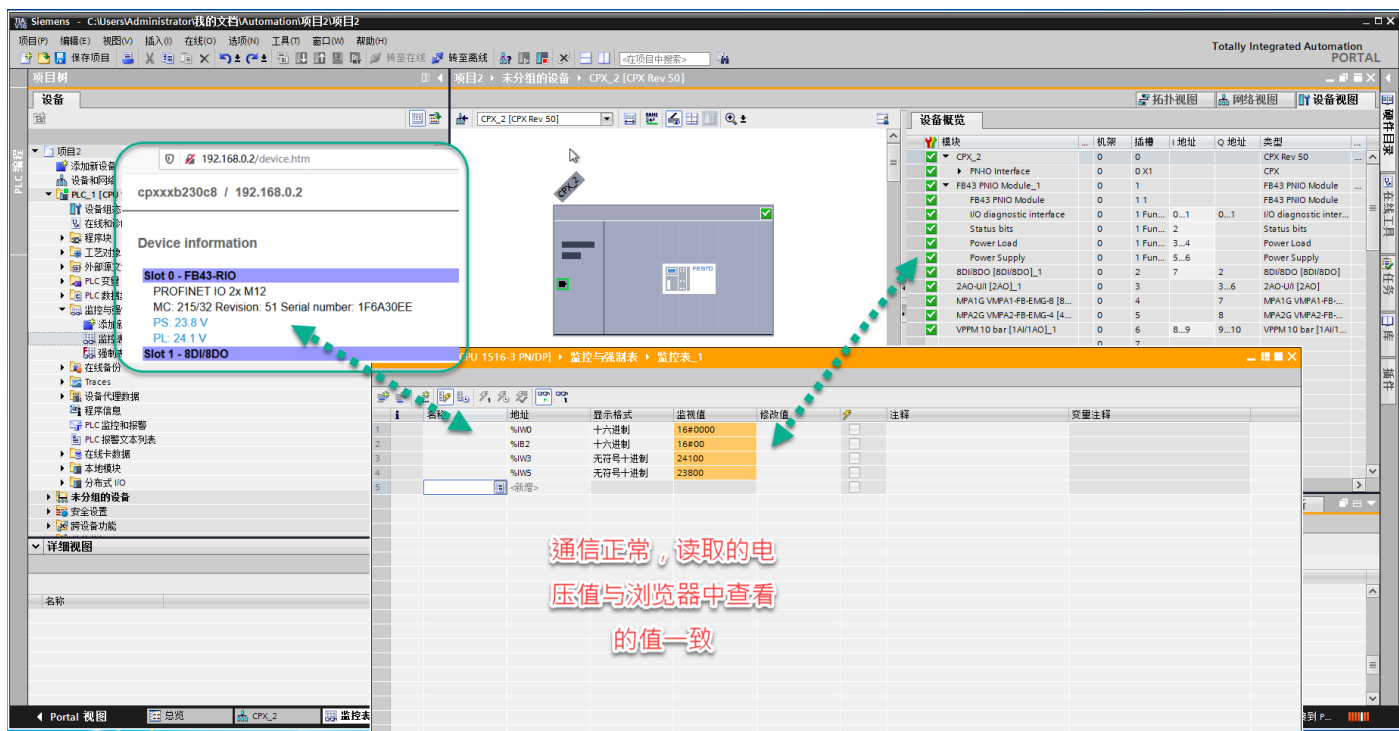 Siemens - C:\Users\Administrator\我的文档\Automation\项目2\项目2
项目(P) 编辑(E) 视图(V) 插入(I) 在线(O) 选项(N) 工具(T) 窗口(W) 帮助(H)
保存项目
转至在线 转至离线 <在项目中搜索>
Totally Integrated Automation
PORTAL
项目树
项目2 ▸ 未分组的设备 ▸ CPX_2 [CPX Rev 50]
设备
拓扑视图 网络视图 设备视图
CPX_2 [CPX Rev 50]
设备概览
模块 ... 机架 插槽 I 地址 Q 地址 类型 ...
CPX_2 0 0 CPX Rev 50 ...
PN-IO Interface 0 0 X1 CPX
FB43 PNIO Module_1 0 1 FB43 PNIO Module ...
FB43 PNIO Module 0 1 1 FB43 PNIO Module
I/O diagnostic interface 0 1 Fun... 0...1 0...1 I/O diagnostic inter...
Status bits 0 1 Fun... 2 Status bits
Power Load 0 1 Fun... 3...4 Power Load
Power Supply 0 1 Fun... 5...6 Power Supply
8DI/8DO [8DI/8DO]_1 0 2 7 2 8DI/8DO [8DI/8DO]
2AO-U/I [2AO]_1 0 3 3...6 2AO-U/I [2AO]
MPA1G VMPA1-FB-EMG-8 [8... 0 4 7 MPA1G VMPA1-FB-...
MPA2G VMPA2-FB-EMG-4 [4... 0 5 8 MPA2G VMPA2-FB-...
VPPM 10 bar [1AI/1AO]_1 0 6 8...9 9...10 VPPM 10 bar [1AI/1...
0 7
CPX_2
FESTO
项目2
添加新设备
设备和网络
PLC_1 [CPU
设备组态
在线和
程序块
工艺对象
外部源文
PLC 变量
PLC 数据
监控与强
添加
监控表
强制表
在线备份
Traces
设备代理数据
程序信息
PLC 监控和报警
PLC 报警文本列表
在线卡数据
本地模块
分布式 I/O
未分组的设备
安全设置
跨设备功能
详细视图
名称
192.168.0.2/device.htm
cpxxxb230c8 / 192.168.0.2
Device information
Slot 0 - FB43-RIO
PROFINET IO 2x M12
MC: 215/32 Revision: 51 Serial number: 1F6A30EE
PS: 23.8 V
PL: 24.1 V
Slot 1 - 8DI/8DO
CPU 1516-3 PN/DP] ▸ 监控与强制表 ▸ 监控表_1
i 名称 地址 显示格式 监视值 修改值 注释 变量注释
1 %IW0 十六进制 16#0000
2 %IB2 十六进制 16#00
3 %IW3 无符号十进制 24100
4 %IW5 无符号十进制 23800
5 <新增>
通信正常，读取的电
压值与浏览器中查看
的值一致
PLC 编程
硬件目录
在线工具
任务
库
插件
Portal 视图 总览 CPX_2 监控表
到 P...